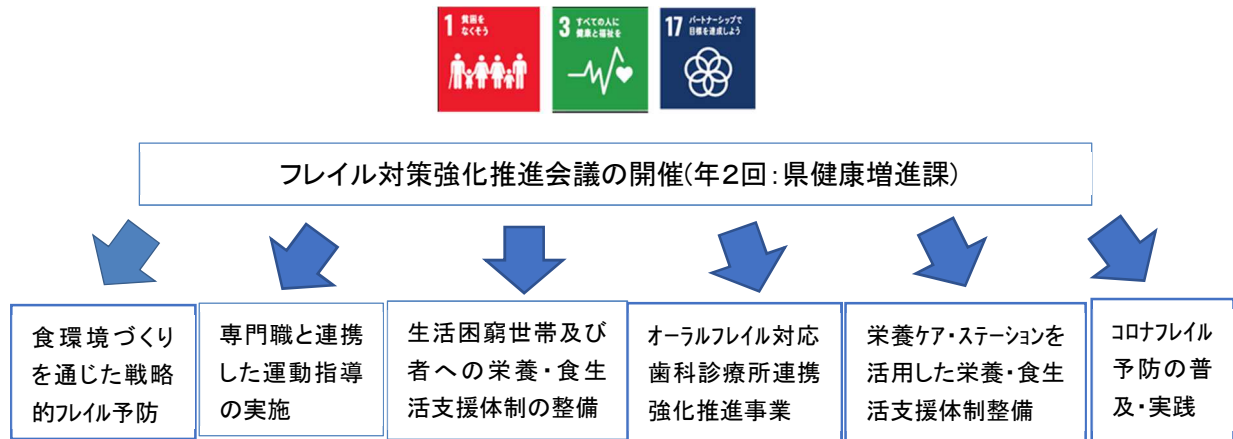 1 貧困を
なくそう
3 すべての人に
健康と福祉を
17 パートナーシップで
目標を達成しよう
フレイル対策強化推進会議の開催(年2回:県健康増進課)
食環境づくり
を通じた戦略
的フレイル予防
専門職と連携
した運動指導
の実施
生活困窮世帯及び
者への栄養・食生
活支援体制の整備
オーラルフレイル対応
歯科診療所連携
強化推進事業
栄養ケア・ステーションを
活用した栄養・食生
活支援体制整備
コロナフレイル
予防の普
及・実践